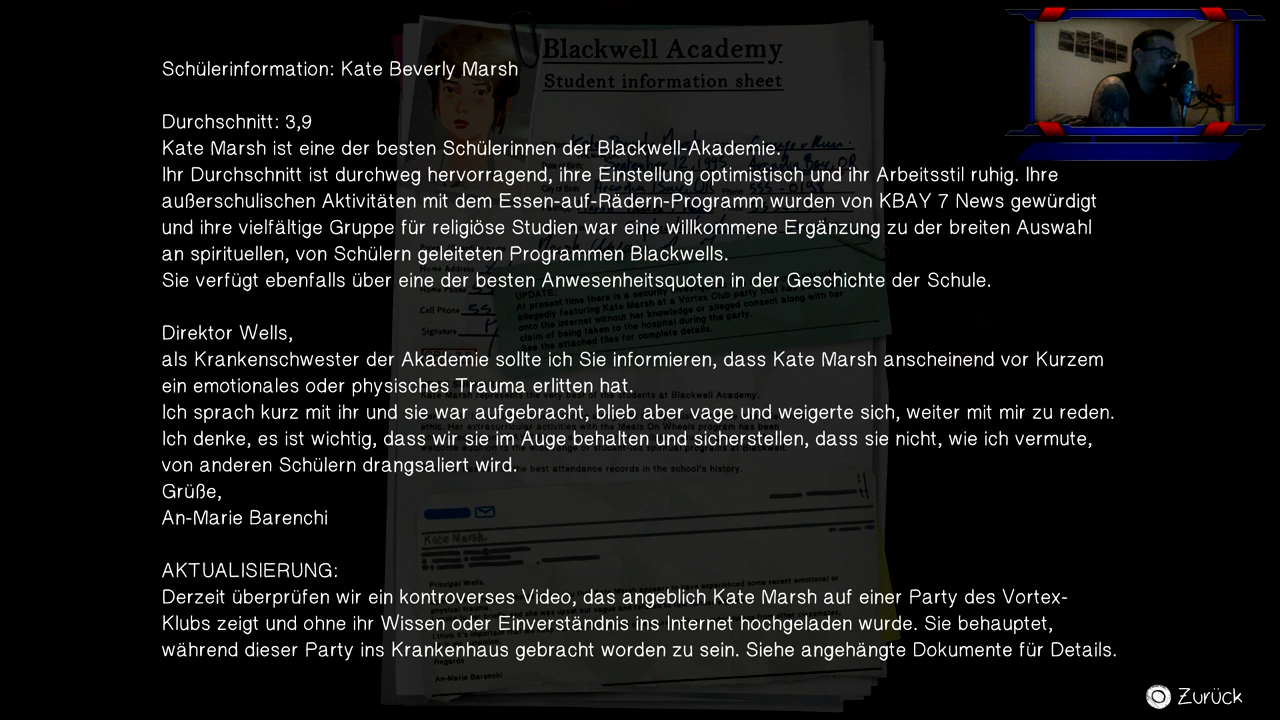 Blackwell Academy
Student information sheet
Schülerinformation: Kate Beverly Marsh
Durchschnitt: 3,9
Kate Marsh ist eine der besten Schülerinnen der Blackwell-Akademie.
Ihr Durchschnitt ist durchweg hervorragend, ihre Einstellung optimistisch und ihr Arbeitsstil ruhig. Ihre
außerschulischen Aktivitäten mit dem Essen-auf-Rädern-Programm wurden von KBAY 7 News gewürdigt
und ihre vielfältige Gruppe für religiöse Studien war eine willkommene Ergänzung zu der breiten Auswahl
an spirituellen, von Schülern geleiteten Programmen Blackwells.
Sie verfügt ebenfalls über eine der besten Anwesenheitsquoten in der Geschichte der Schule.
Direktor Wells,
als Krankenschwester der Akademie sollte ich Sie informieren, dass Kate Marsh anscheinend vor Kurzem
ein emotionales oder physisches Trauma erlitten hat.
Ich sprach kurz mit ihr und sie war aufgebracht, blieb aber vage und weigerte sich, weiter mit mir zu reden.
Ich denke, es ist wichtig, dass wir sie im Auge behalten und sicherstellen, dass sie nicht, wie ich vermute,
von anderen Schülern drangsaliert wird.
Grüße,
An-Marie Barenchi
AKTUALISIERUNG:
Derzeit überprüfen wir ein kontroverses Video, das angeblich Kate Marsh auf einer Party des Vortex-
Klubs zeigt und ohne ihr Wissen oder Einverständnis ins Internet hochgeladen wurde. Sie behauptet,
während dieser Party ins Krankenhaus gebracht worden zu sein. Siehe angehängte Dokumente für Details.
Zurück